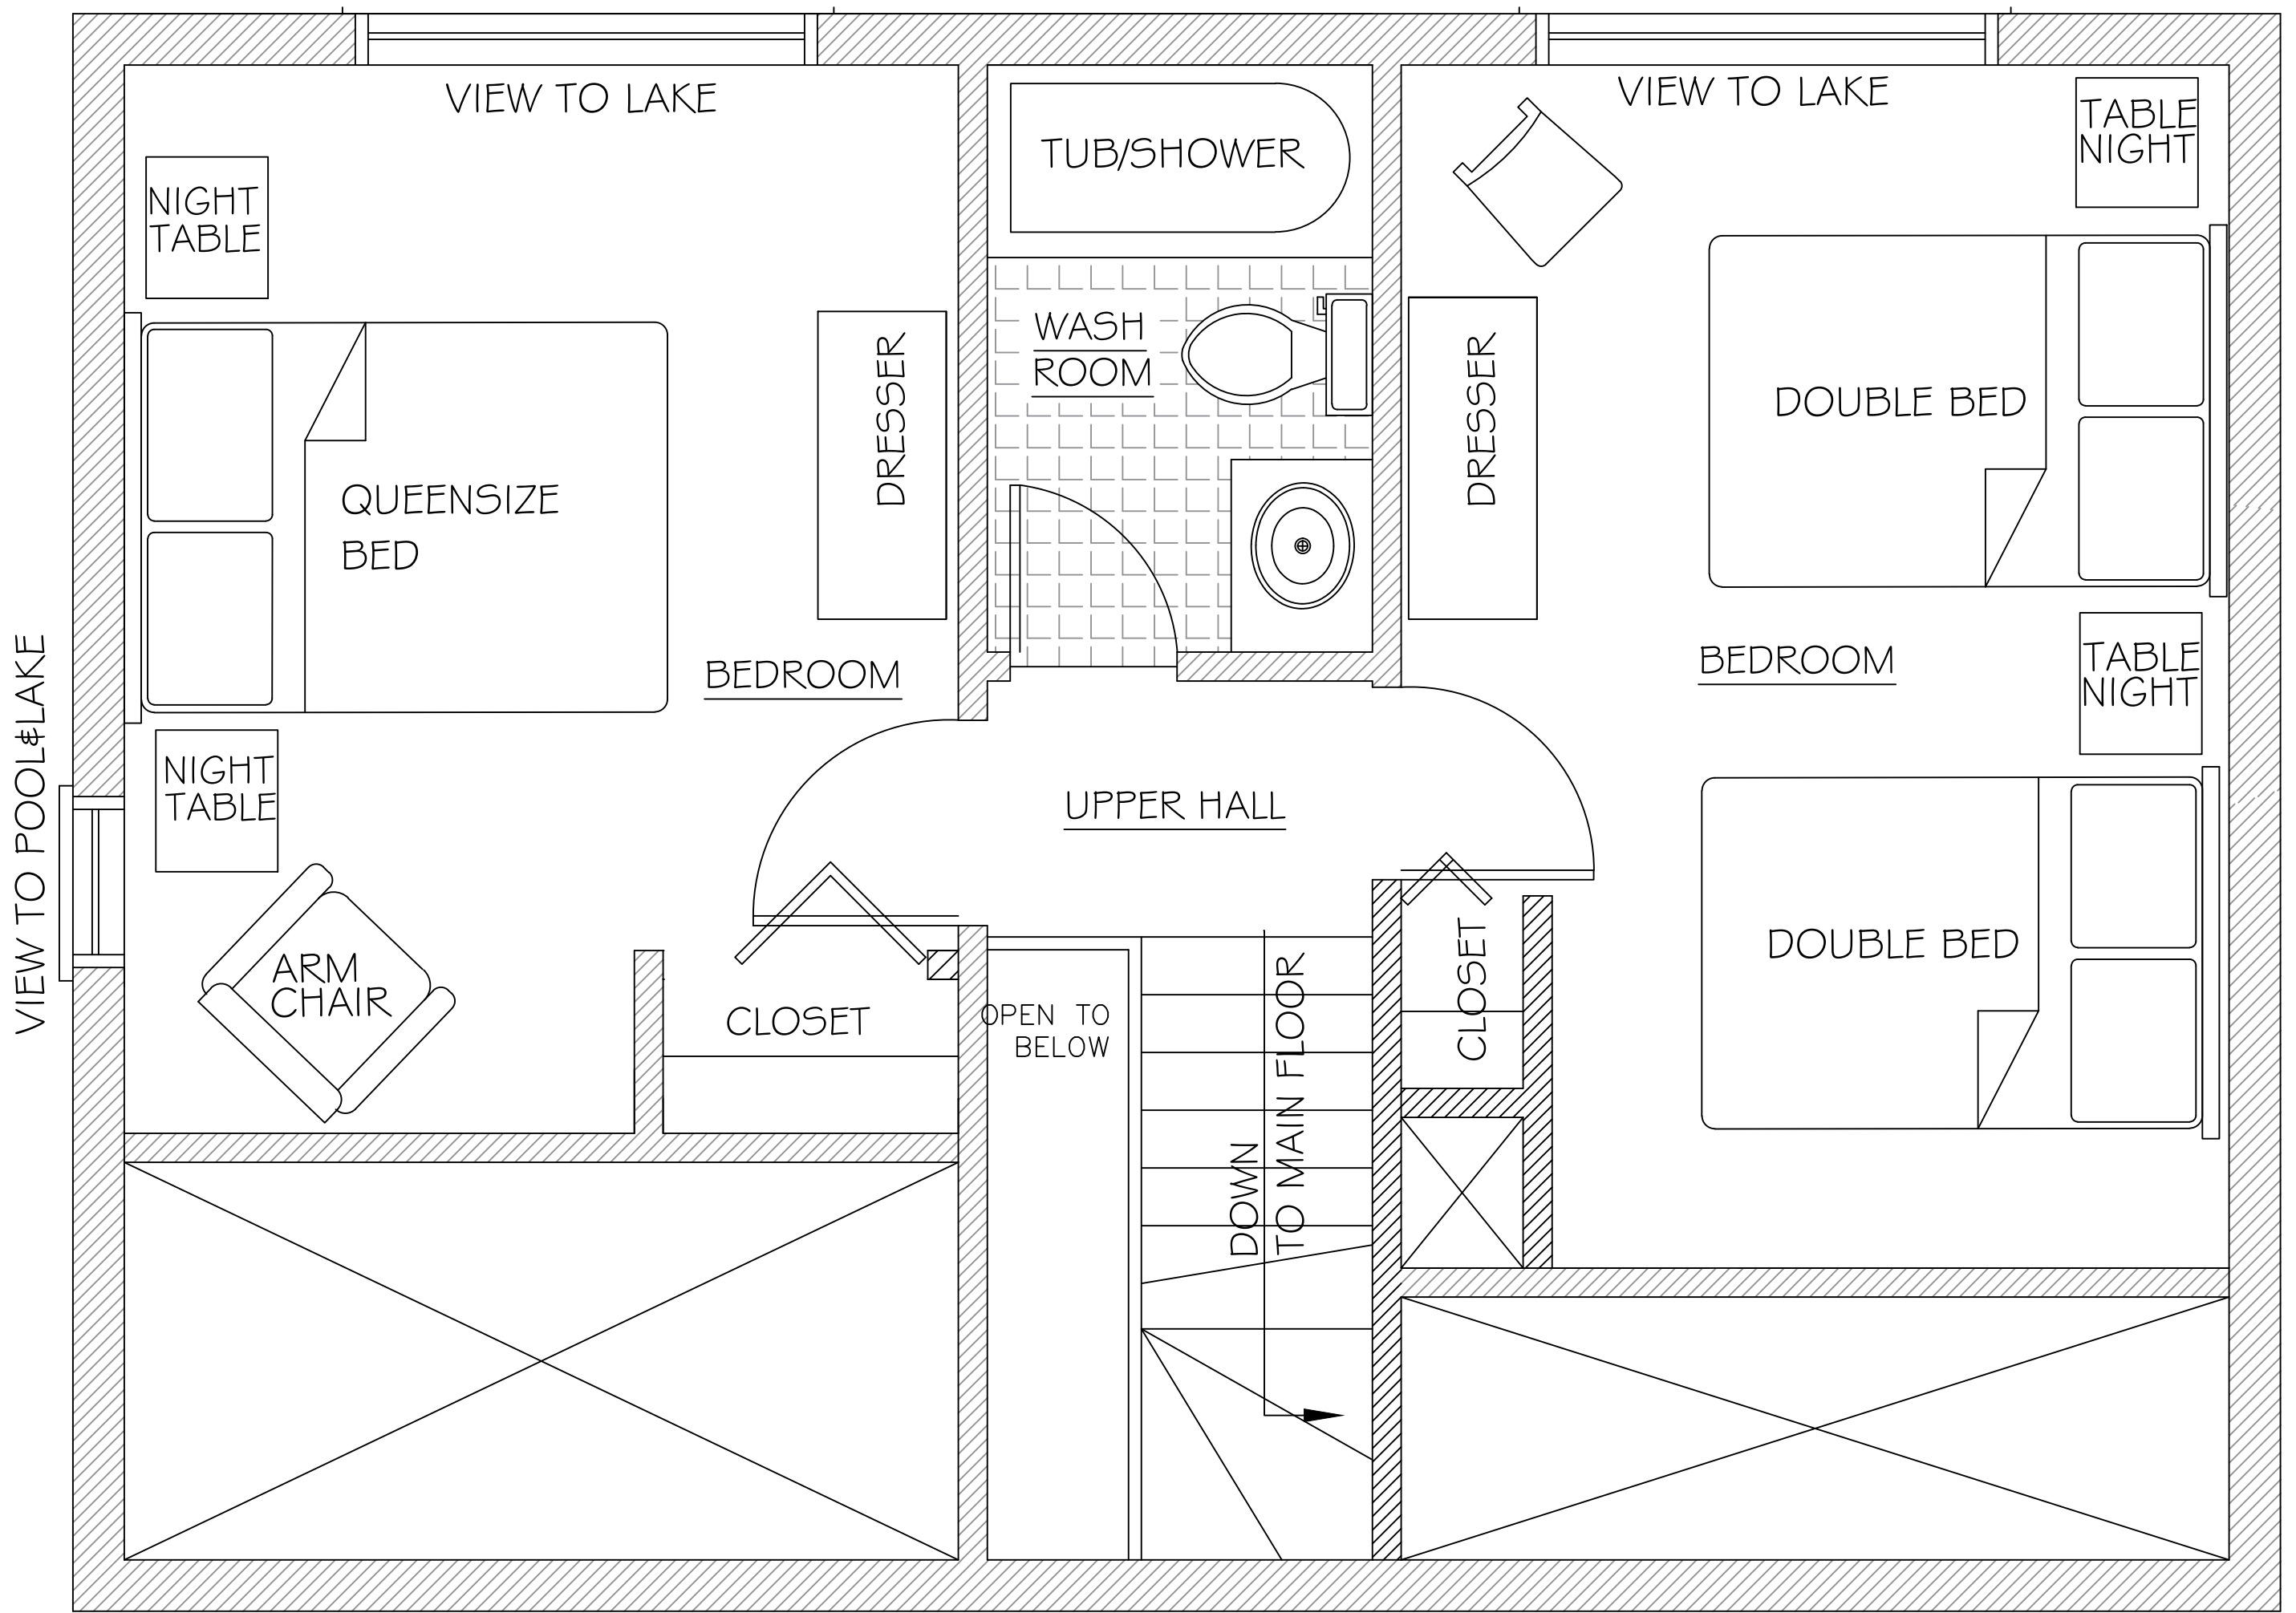 VIEW TO LAKE
NIGHT
TABLE
QUEENSIZE
BED
DRESSER
BEDROOM
NIGHT
TABLE
ARM
CHAIR
CLOSET
VIEW TO POOL&LAKE
TUB/SHOWER
WASH
ROOM
UPPER HALL
OPEN TO
BELOW
DOWN
TO MAIN FLOOR
VIEW TO LAKE
TABLE
NIGHT
DRESSER
DOUBLE BED
BEDROOM
TABLE
NIGHT
CLOSET
DOUBLE BED